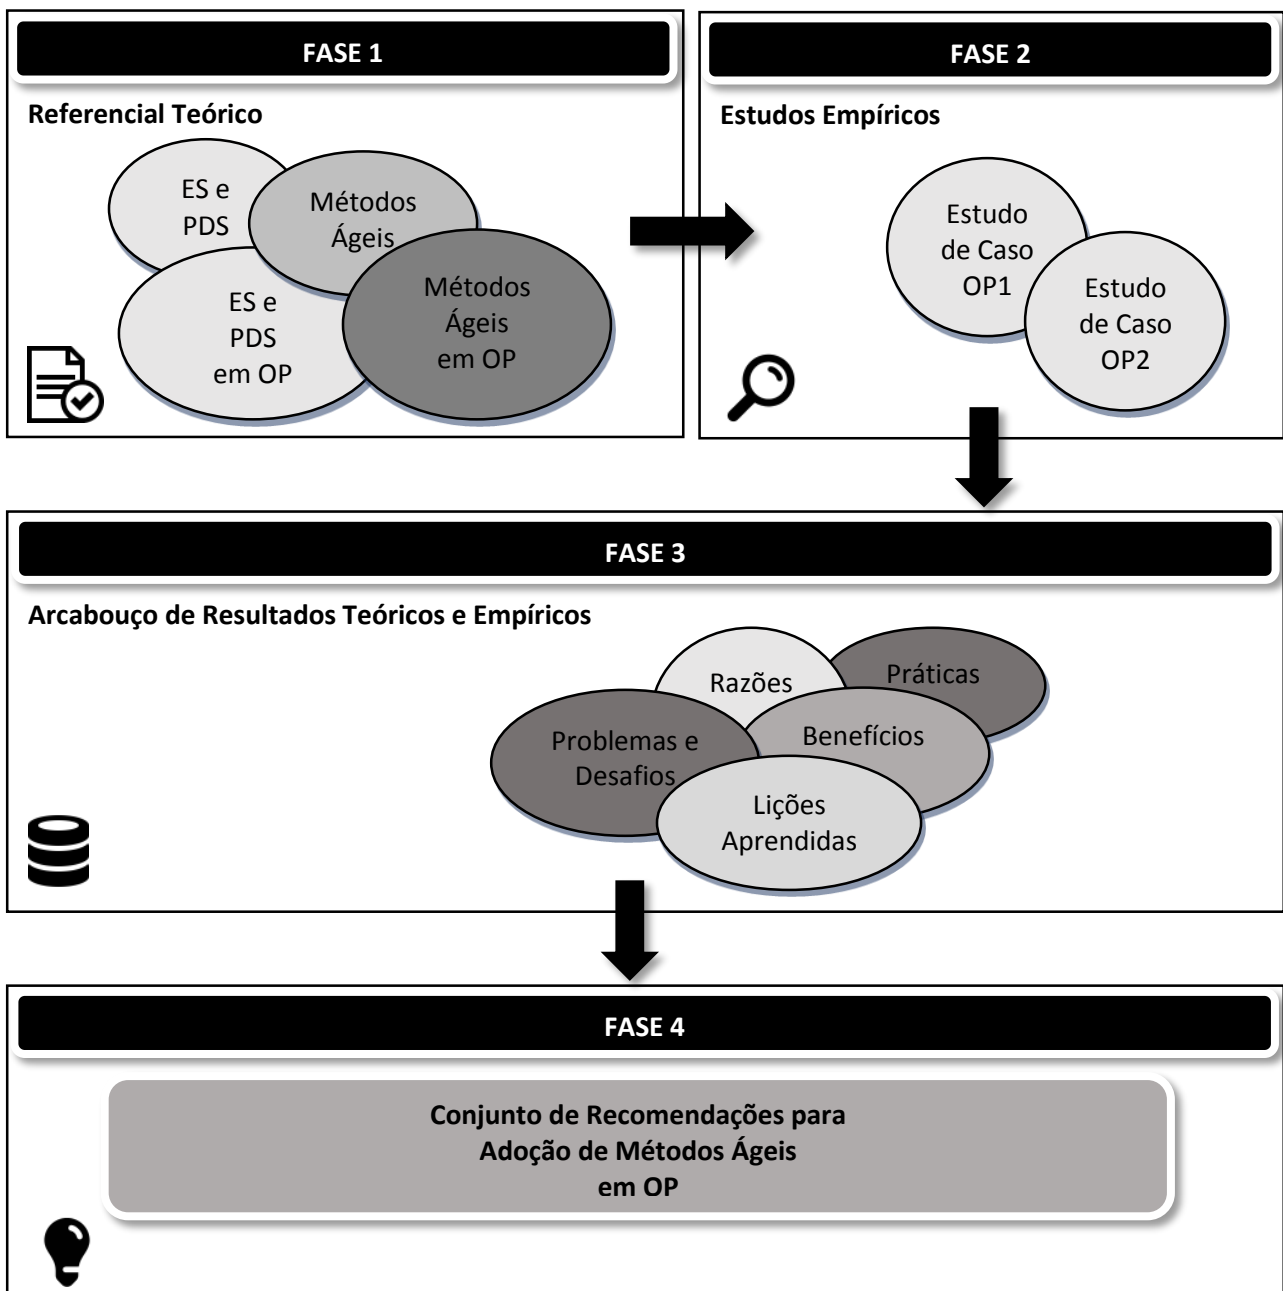 FASE 1
Referencial Teórico
ES e
PDS
Métodos
Ágeis
ES e
PDS
em OP
Métodos
Ágeis
em OP
FASE 2
Estudos Empíricos
Estudo
de Caso
OP1
Estudo
de Caso
OP2
FASE 3
Arcabouço de Resultados Teóricos e Empíricos
Razões
Práticas
Problemas e
Desafios
Benefícios
Lições
Aprendidas
FASE 4
Conjunto de Recomendações para
Adoção de Métodos Ágeis
em OP